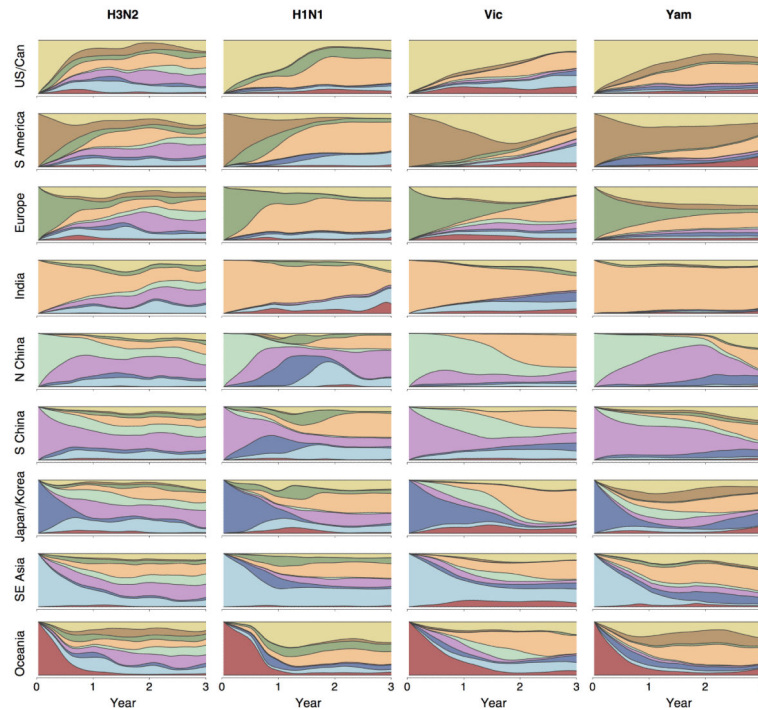 H3N2 H1N1 Vic Yam
US/Can
S America
Europe
India
N China
S China
Japan/Korea
SE Asia
Oceania
0 1 2 3 0 1 2 3 0 1 2 3 0 1 2
Year Year Year Year